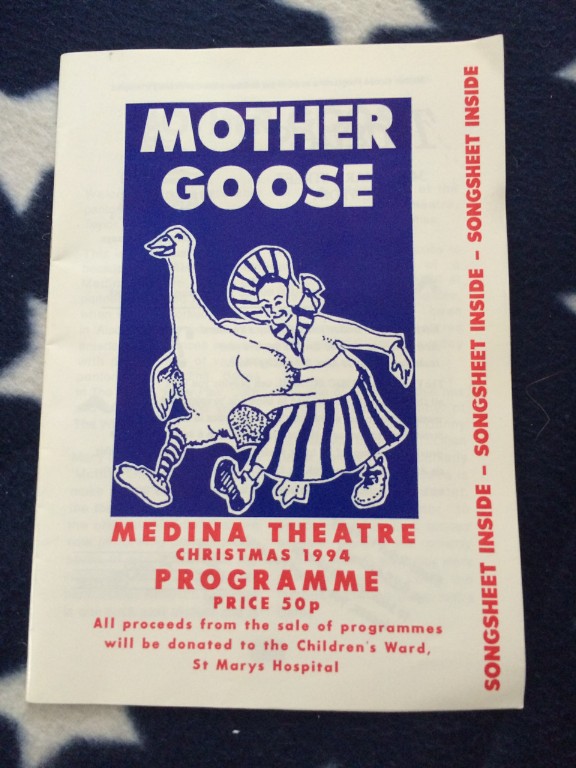 MOTHER
GOOSE
MEDINA THEATRE
CHRISTMAS 1994
PROGRAMME
PRICE 50p
All proceeds from the sale of programmes
will be donated to the Children's Ward,
St Marys Hospital
SONGSHEET INSIDE – SONGSHEET INSIDE – SONGSHEET INSIDE